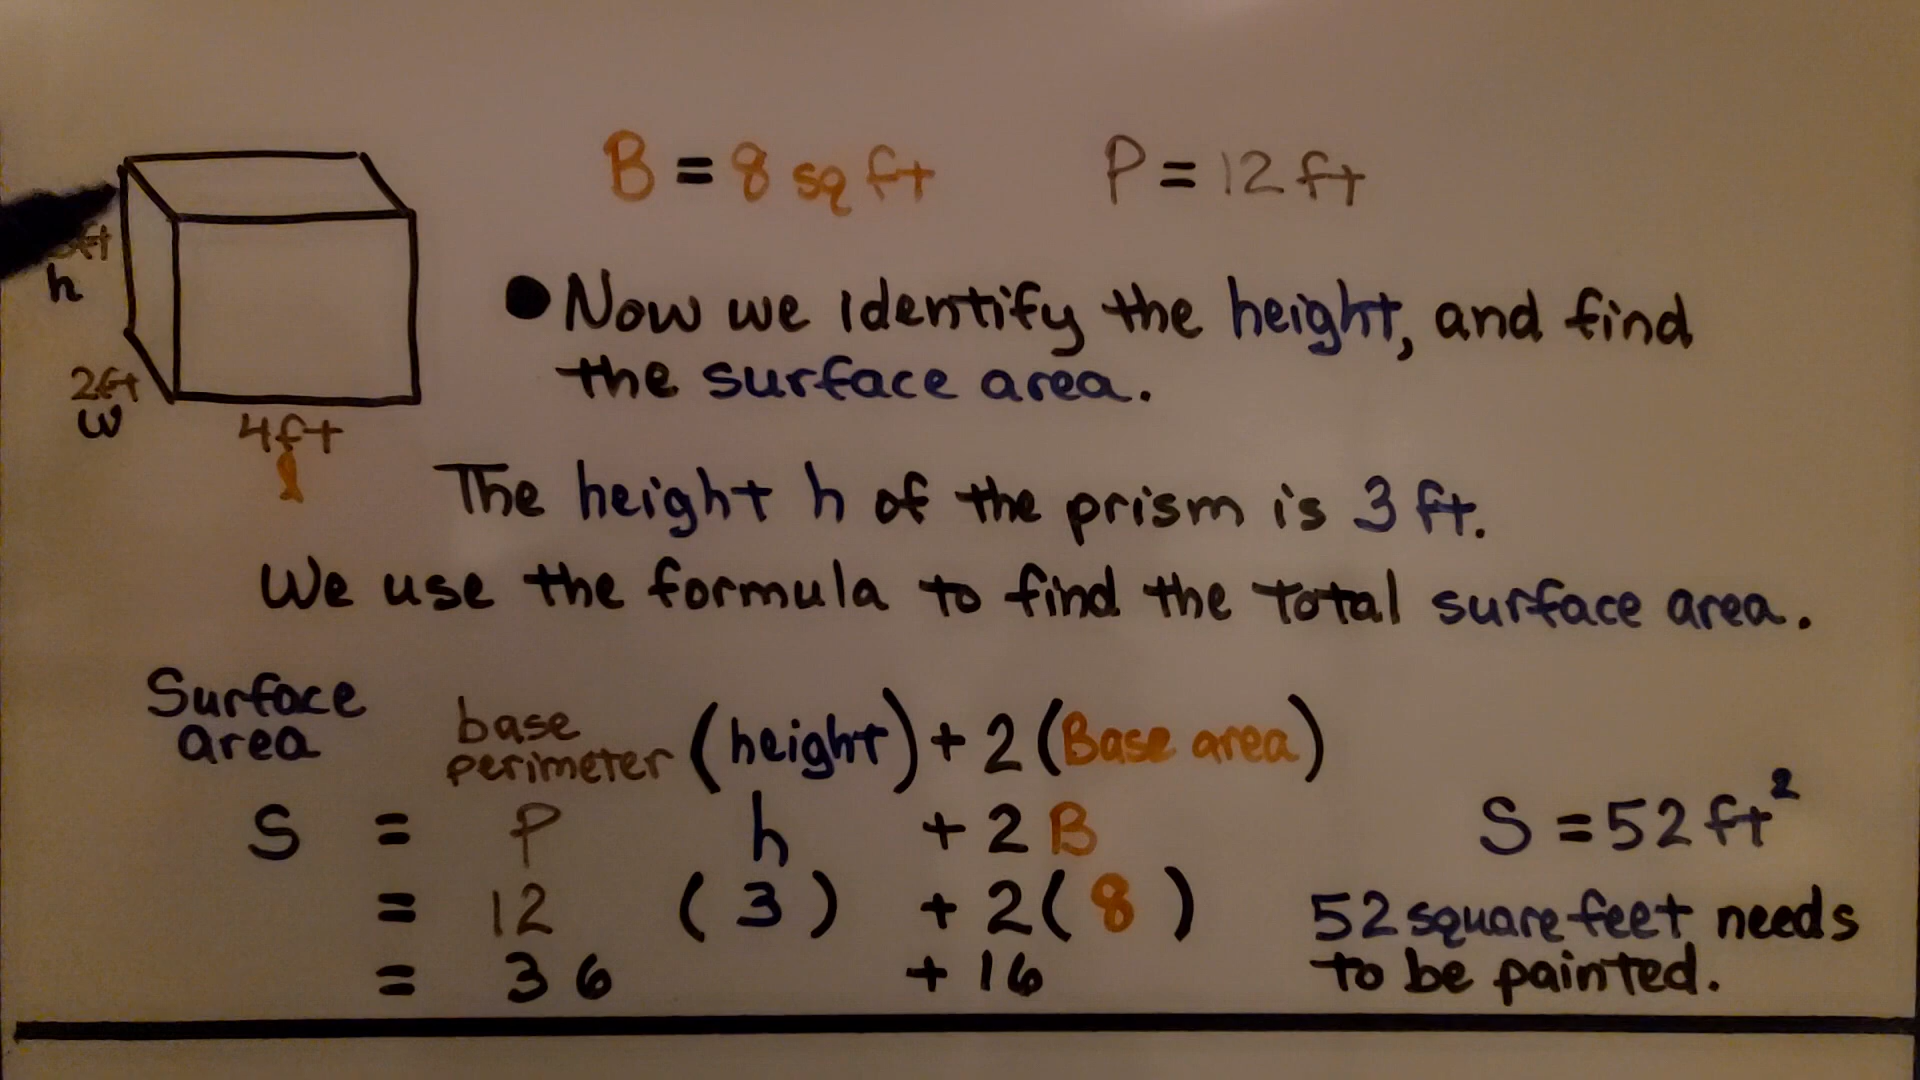 B = 8 sq ft P = 12 ft
ft
h
● Now we identify the height, and find
the surface area.
2ft
w
4ft
l
The height h of the prism is 3 ft.
We use the formula to find the total surface area.
Surface
area
base
perimeter (height) + 2 (Base area)
S = P h + 2 B
= 12 ( 3 ) + 2 ( 8 )
= 36 + 16
S = 52 ft²
52 square feet needs
to be painted.